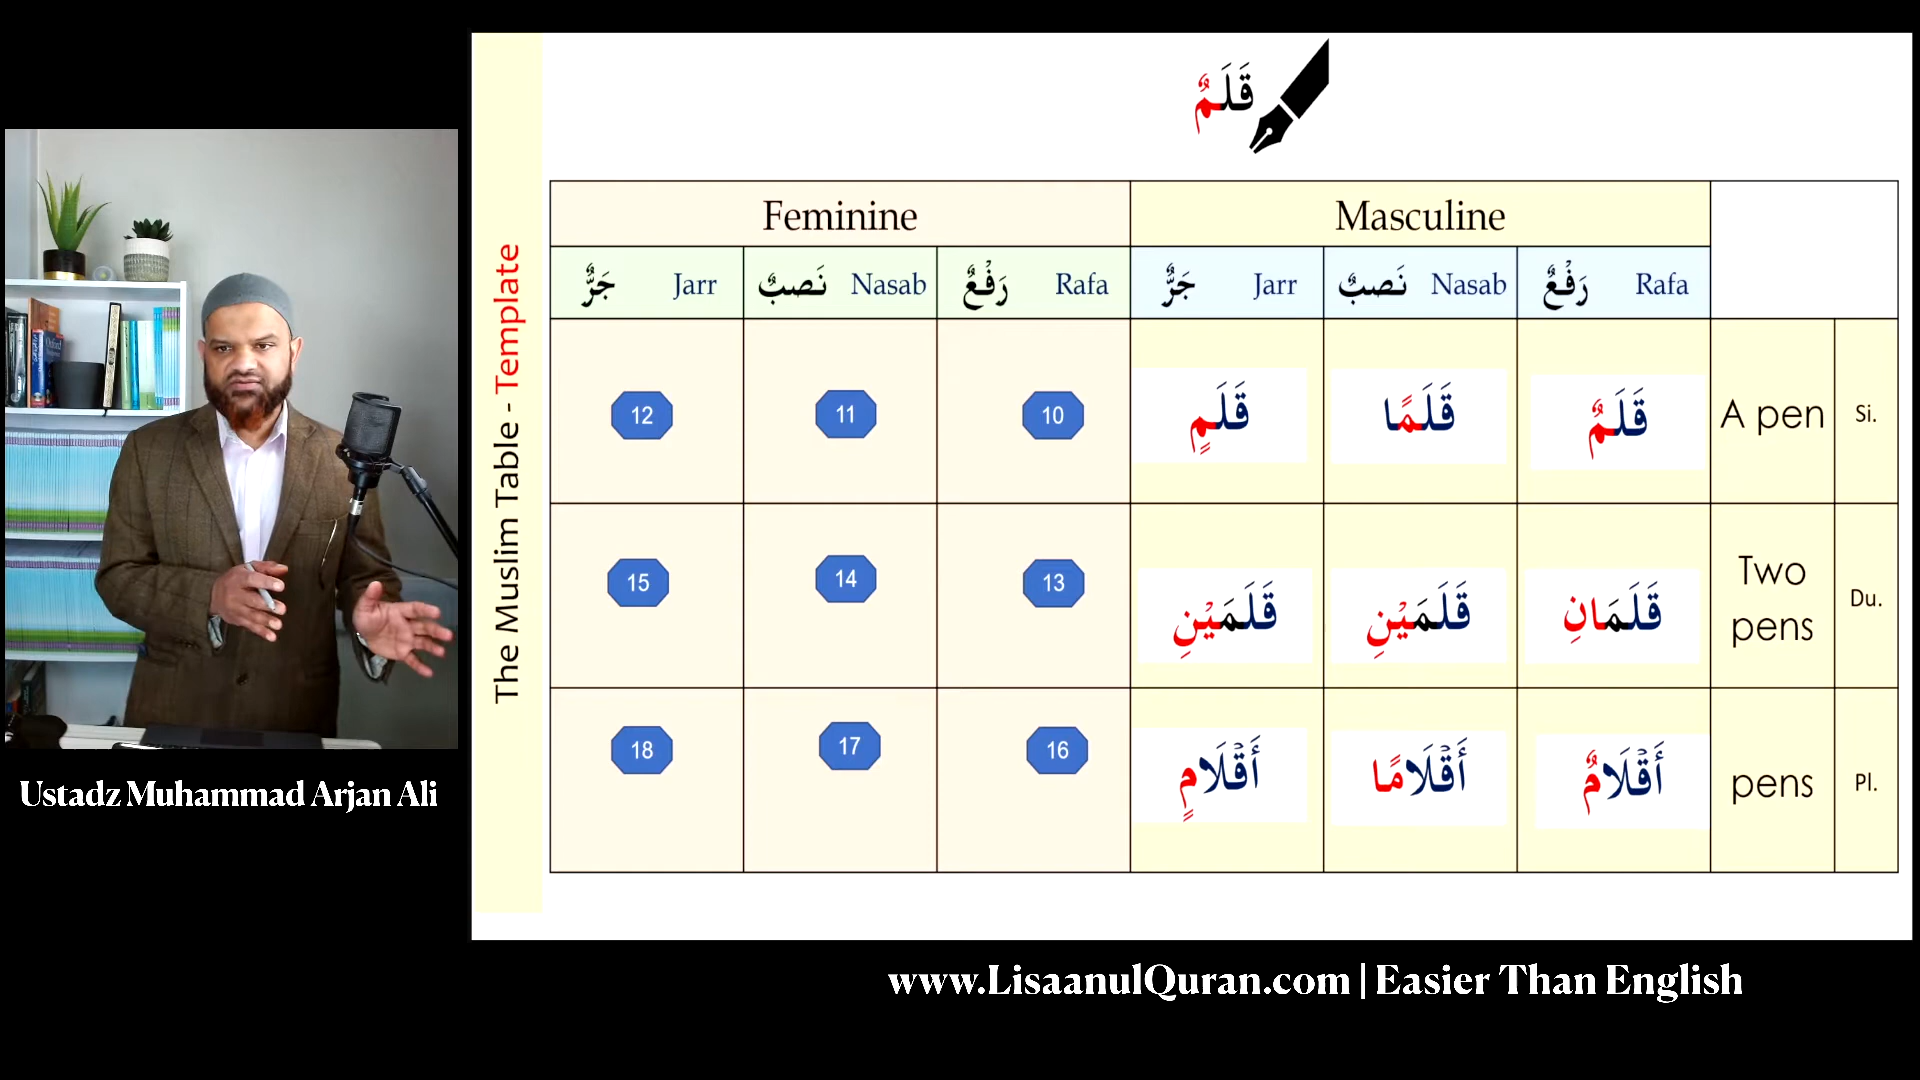 قَلَمٌ
The Muslim Table - Template
Feminine Masculine
جَرٌّ Jarr نَصبٌ Nasab رَفْعٌ Rafa جَرٌّ Jarr نَصبٌ Nasab رَفْعٌ Rafa
12 11 10 قَلَمٍ قَلَمًا قَلَمٌ A pen Si.
15 14 13 قَلَمَيْنِ قَلَمَيْنِ قَلَمَانِ Two pens Du.
18 17 16 أَقْلَامٍ أَقْلَامًا أَقْلَامٌ pens Pl.
Ustadz Muhammad Arjan Ali
www.LisaanulQuran.com | Easier Than English